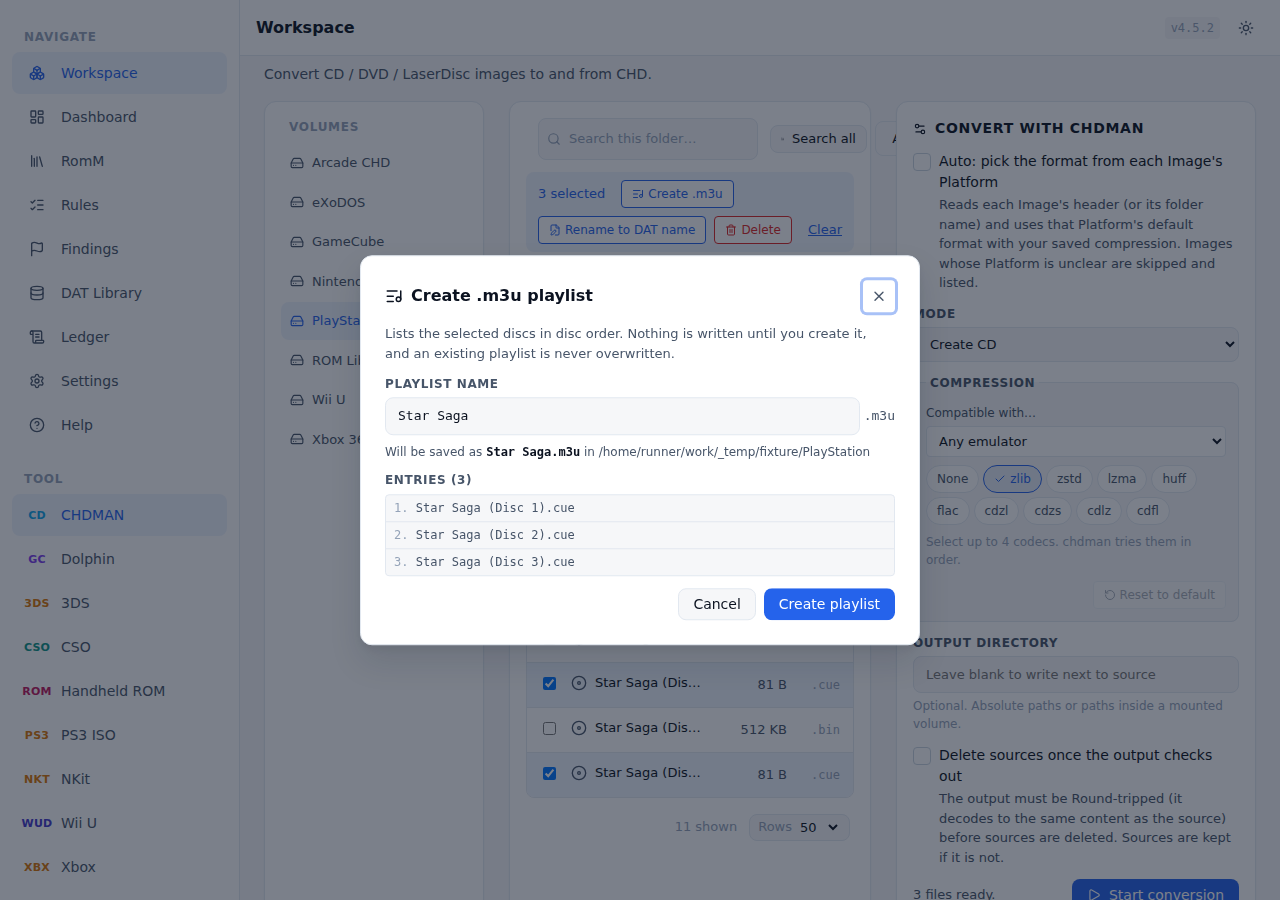 NAVIGATE
Workspace
Dashboard
RomM
Rules
Findings
DAT Library
Ledger
Settings
Help
TOOL
CD CHDMAN
GC Dolphin
3DS 3DS
CSO CSO
ROM Handheld ROM
PS3 PS3 ISO
NKT NKit
WUD Wii U
XBX Xbox
Workspace
v4.5.2
Convert CD / DVD / LaserDisc images to and from CHD.
VOLUMES
Arcade CHD
eXoDOS
GameCube
Wii U
Search this folder…
Search all
3 selected
Create .m3u
Rename to DAT name
Delete
Clear
Create .m3u playlist
Lists the selected discs in disc order. Nothing is written until you create it,
and an existing playlist is never overwritten.
PLAYLIST NAME
Star Saga
.m3u
Will be saved as Star Saga.m3u in /home/runner/work/_temp/fixture/PlayStation
ENTRIES (3)
1. Star Saga (Disc 1).cue
2. Star Saga (Disc 2).cue
3. Star Saga (Disc 3).cue
Cancel
Create playlist
Star Saga (Dis… 81 B .cue
Star Saga (Dis… 512 KB .bin
Star Saga (Dis… 81 B .cue
11 shown
Rows 50
CONVERT WITH CHDMAN
Auto: pick the format from each Image's
Platform
Reads each Image's header (or its folder
name) and uses that Platform's default
format with your saved compression. Images
whose Platform is unclear are skipped and
listed.
MODE
Create CD
COMPRESSION
Compatible with…
Any emulator
None
zlib
zstd
lzma
huff
flac
cdzl
cdzs
cdlz
cdfl
Select up to 4 codecs. chdman tries them in
order.
Reset to default
OUTPUT DIRECTORY
Leave blank to write next to source
Optional. Absolute paths or paths inside a mounted
volume.
Delete sources once the output checks
out
The output must be Round-tripped (it
decodes to the same content as the source)
before sources are deleted. Sources are kept
if it is not.
3 files ready.
Start conversion